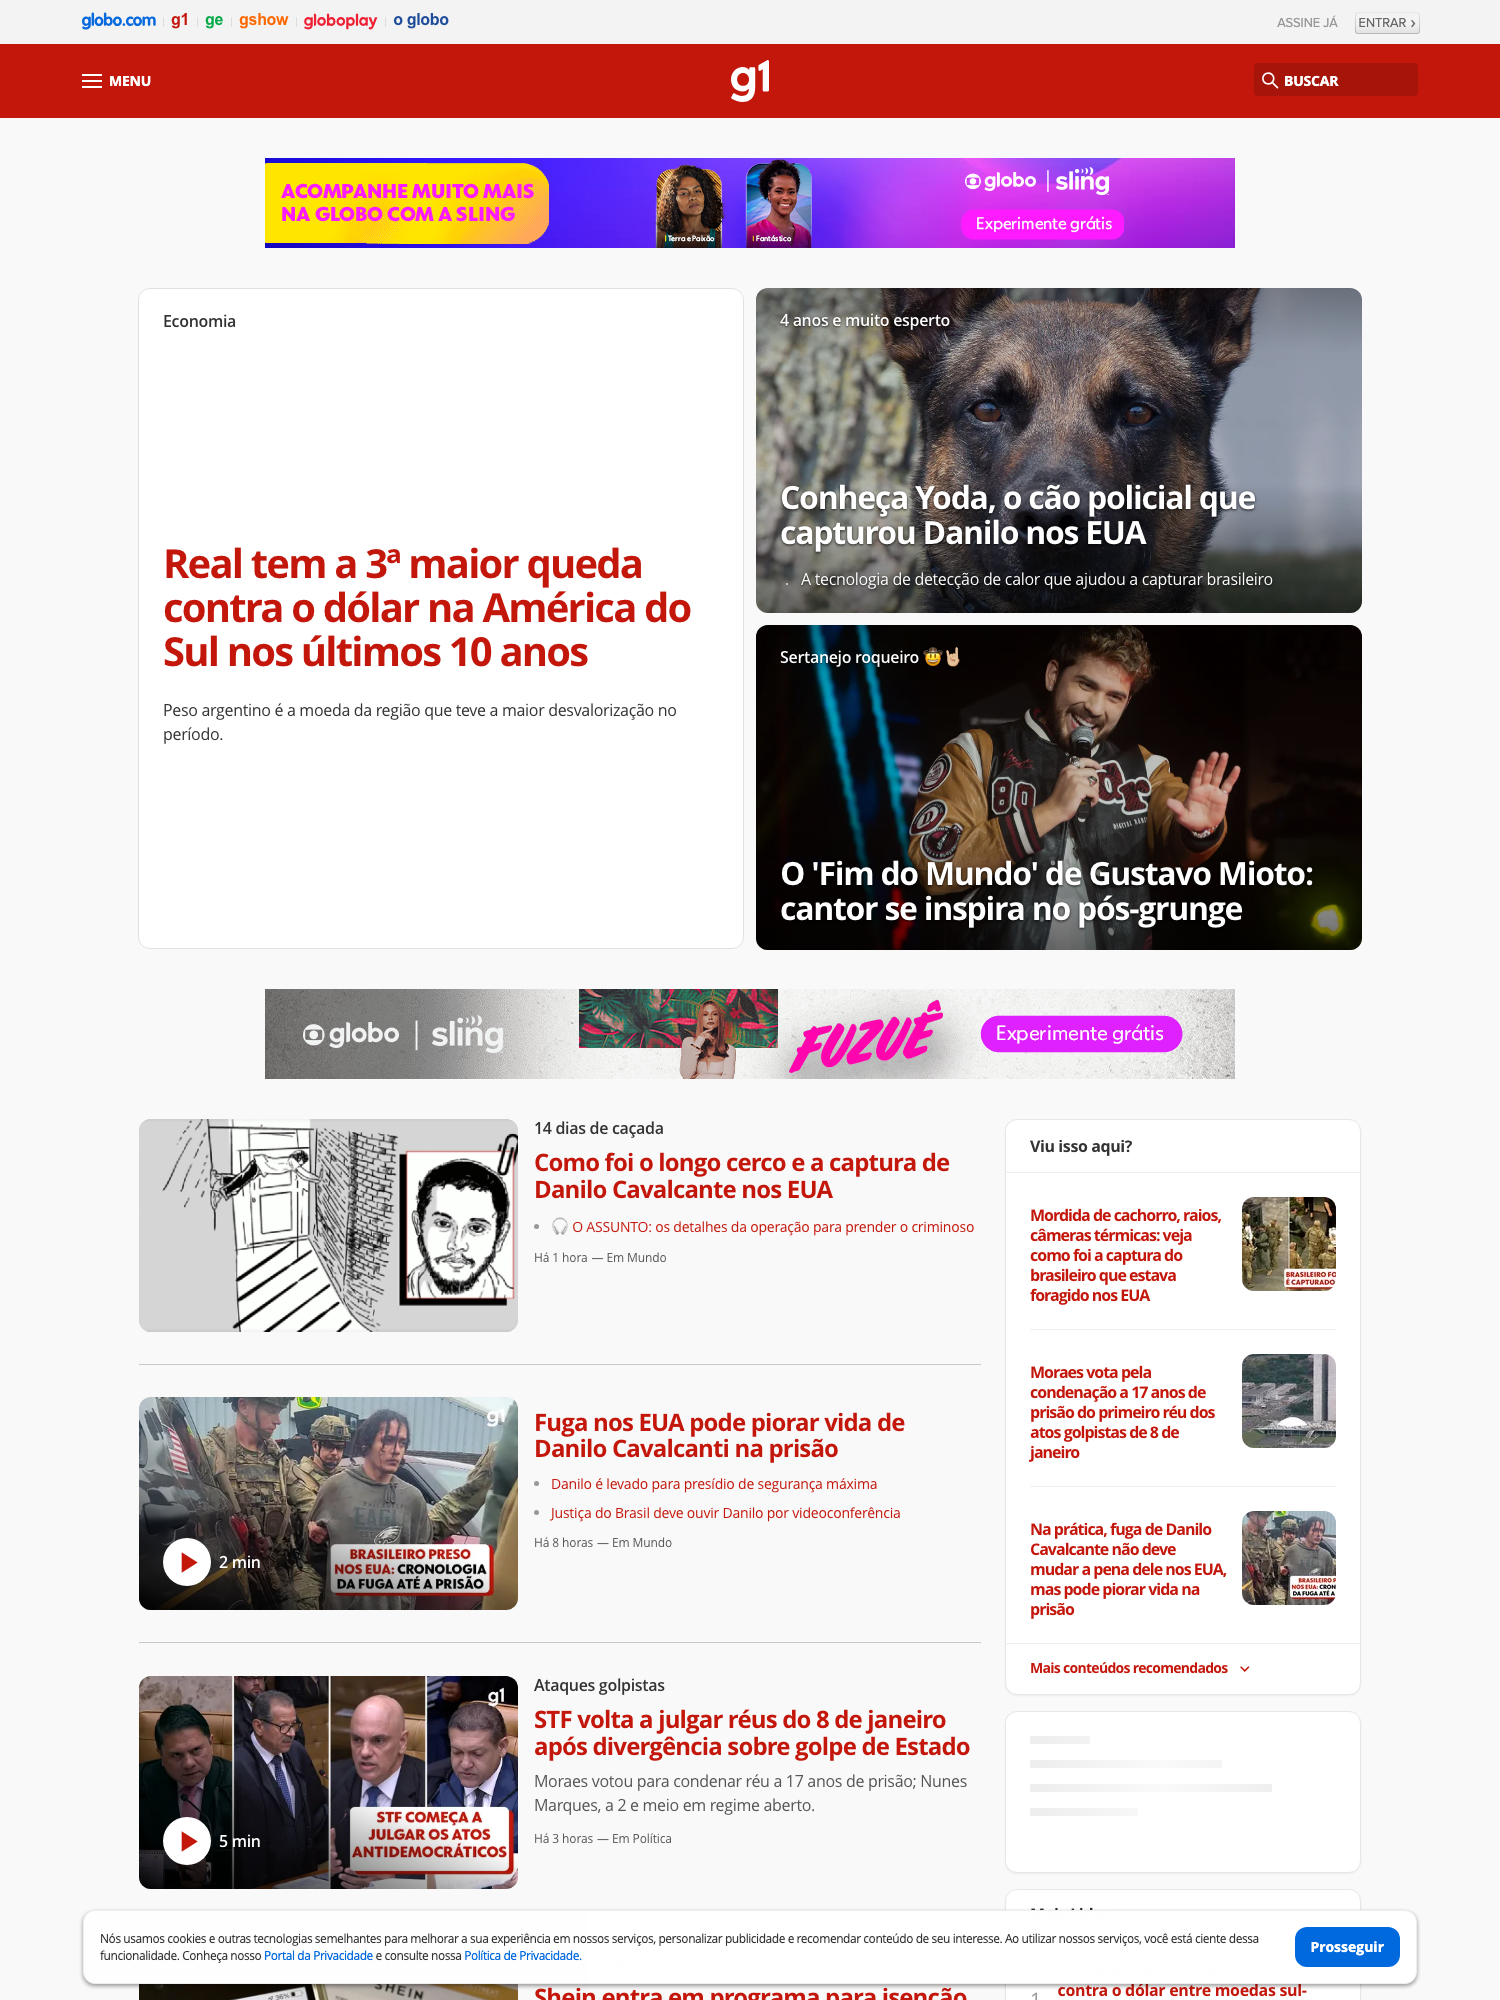 globo.com g1 ge gshow globoplay o globo
ASSINE JÁ ENTRAR ›
MENU
g1
BUSCAR
ACOMPANHE MUITO MAIS
NA GLOBO COM A SLING
Terra e Paixão
Fantástico
globo | sling
Experimente grátis
Economia
Real tem a 3ª maior queda
contra o dólar na América do
Sul nos últimos 10 anos
Peso argentino é a moeda da região que teve a maior desvalorização no
período.
4 anos e muito esperto
Conheça Yoda, o cão policial que
capturou Danilo nos EUA
A tecnologia de detecção de calor que ajudou a capturar brasileiro
Sertanejo roqueiro 🤠🤘🏼
80
O 'Fim do Mundo' de Gustavo Mioto:
cantor se inspira no pós-grunge
globo | sling
FUZUÊ
Experimente grátis
14 dias de caçada
Como foi o longo cerco e a captura de
Danilo Cavalcante nos EUA
🎧 O ASSUNTO: os detalhes da operação para prender o criminoso
Há 1 hora — Em Mundo
g1
2 min
BRASILEIRO PRESO
NOS EUA: CRONOLOGIA
DA FUGA ATÉ A PRISÃO
Fuga nos EUA pode piorar vida de
Danilo Cavalcanti na prisão
Danilo é levado para presídio de segurança máxima
Justiça do Brasil deve ouvir Danilo por videoconferência
Há 8 horas — Em Mundo
g1
5 min
STF COMEÇA A
JULGAR OS ATOS
ANTIDEMOCRÁTICOS
Ataques golpistas
STF volta a julgar réus do 8 de janeiro
após divergência sobre golpe de Estado
Moraes votou para condenar réu a 17 anos de prisão; Nunes
Marques, a 2 e meio em regime aberto.
Há 3 horas — Em Política
SHEIN
Shein entra em programa para isenção
Viu isso aqui?
Mordida de cachorro, raios,
câmeras térmicas: veja
como foi a captura do
brasileiro que estava
foragido nos EUA
BRASILEIRO FO
É CAPTURADO
Moraes vota pela
condenação a 17 anos de
prisão do primeiro réu dos
atos golpistas de 8 de
janeiro
Na prática, fuga de Danilo
Cavalcante não deve
mudar a pena dele nos EUA,
mas pode piorar vida na
prisão
BRASILEIRO P
NOS EUA: CRON
DA FUGA ATÉ A
Mais conteúdos recomendados
1
contra o dólar entre moedas sul-
Nós usamos cookies e outras tecnologias semelhantes para melhorar a sua experiência em nossos serviços, personalizar publicidade e recomendar conteúdo de seu interesse. Ao utilizar nossos serviços, você está ciente dessa
funcionalidade. Conheça nosso Portal da Privacidade e consulte nossa Política de Privacidade.
Prosseguir